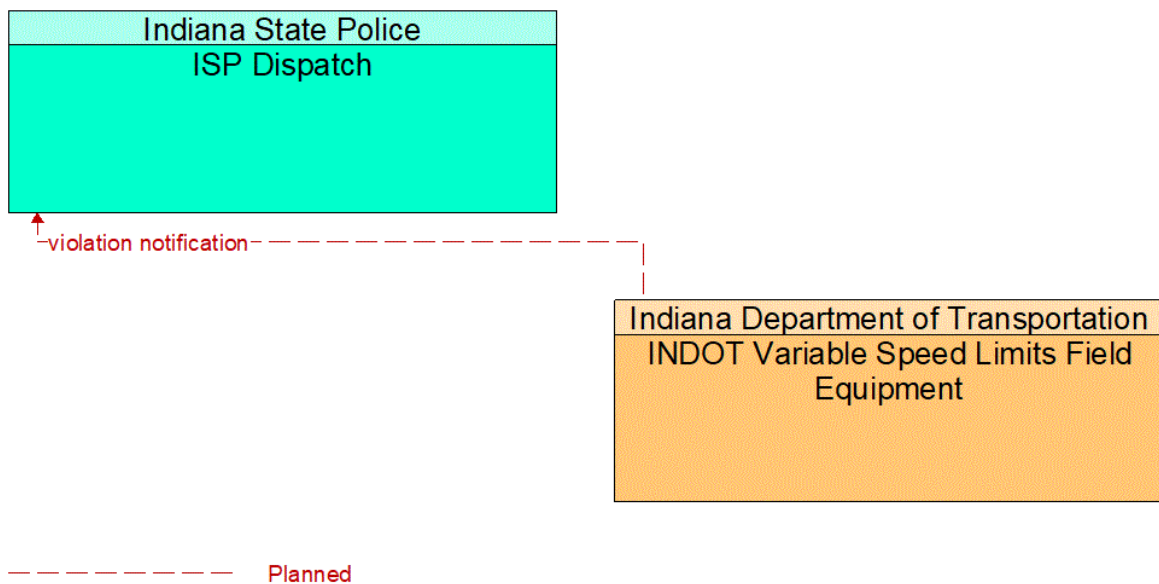 Indiana State Police
ISP Dispatch
violation notification
Indiana Department of Transportation
INDOT Variable Speed Limits Field
Equipment
Planned